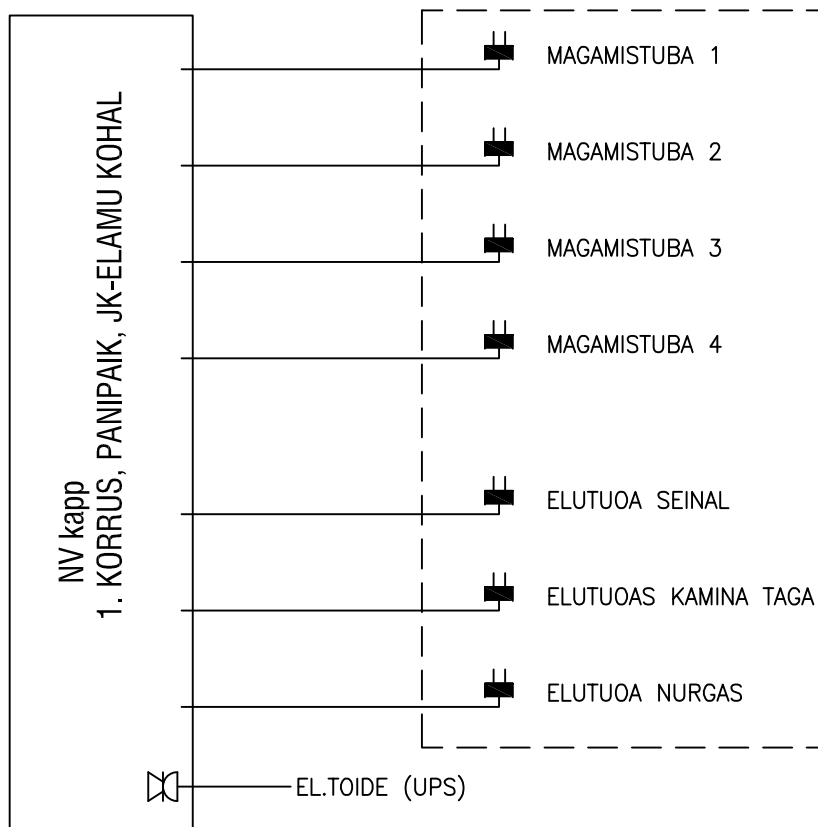 NV kapp
1. KORRUS, PANIPAIK, JK-ELAMU KOHAL
MAGAMISTUBA 1
MAGAMISTUBA 2
MAGAMISTUBA 3
MAGAMISTUBA 4
ELUTUOA SEINAL
ELUTUOAS KAMINA TAGA
ELUTUOA NURGAS
EL.TOIDE (UPS)